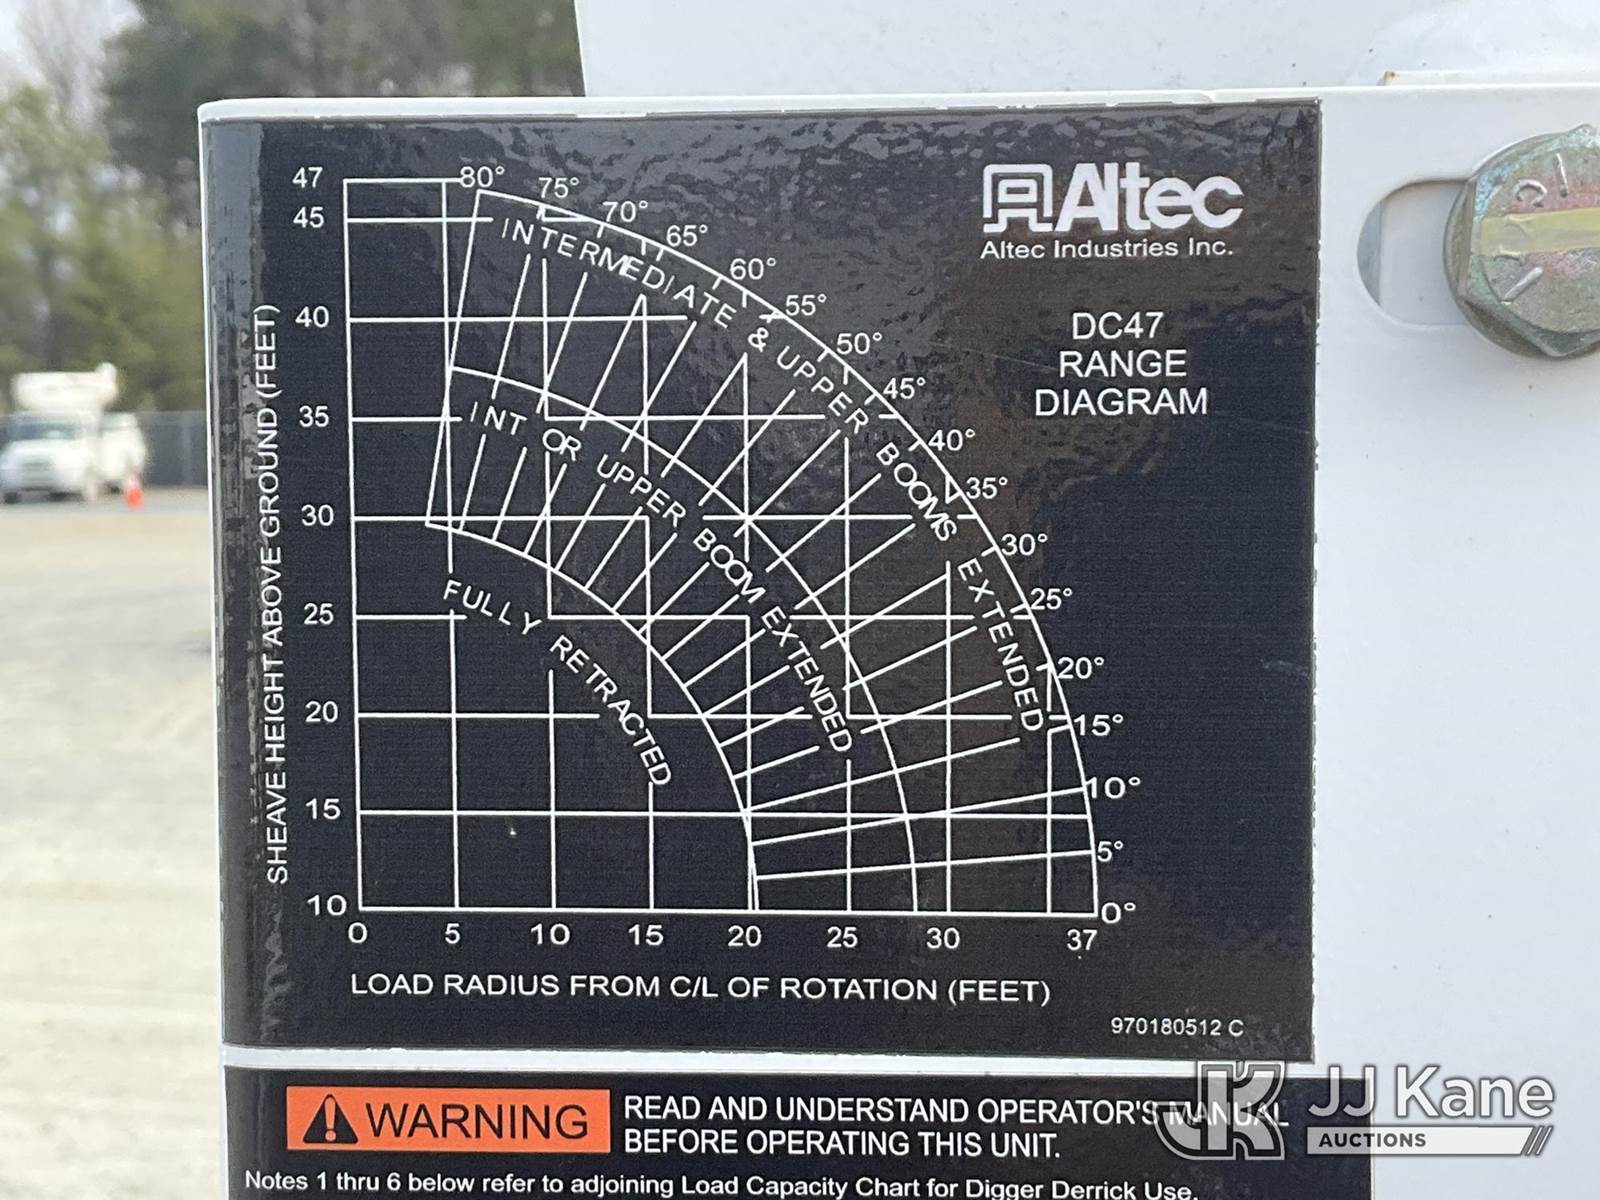 Altec
Altec Industries Inc.
DC47
RANGE
DIAGRAM
47
45
40
35
30
25
20
15
10
SHEAVE HEIGHT ABOVE GROUND (FEET)
80°
75°
70°
65°
60°
55°
50°
45°
40°
35°
30°
25°
20°
15°
10°
5°
0°
INTERMEDIATE & UPPER BOOMS EXTENDED
INT OR UPPER BOOM EXTENDED
FULLY RETRACTED
0 5 10 15 20 25 30 37
LOAD RADIUS FROM C/L OF ROTATION (FEET)
970180512 C
WARNING
READ AND UNDERSTAND OPERATOR'S MANUAL
BEFORE OPERATING THIS UNIT.
Notes 1 thru 6 below refer to adjoining Load Capacity Chart for Digger Derrick Use.
JK JJ Kane
AUCTIONS